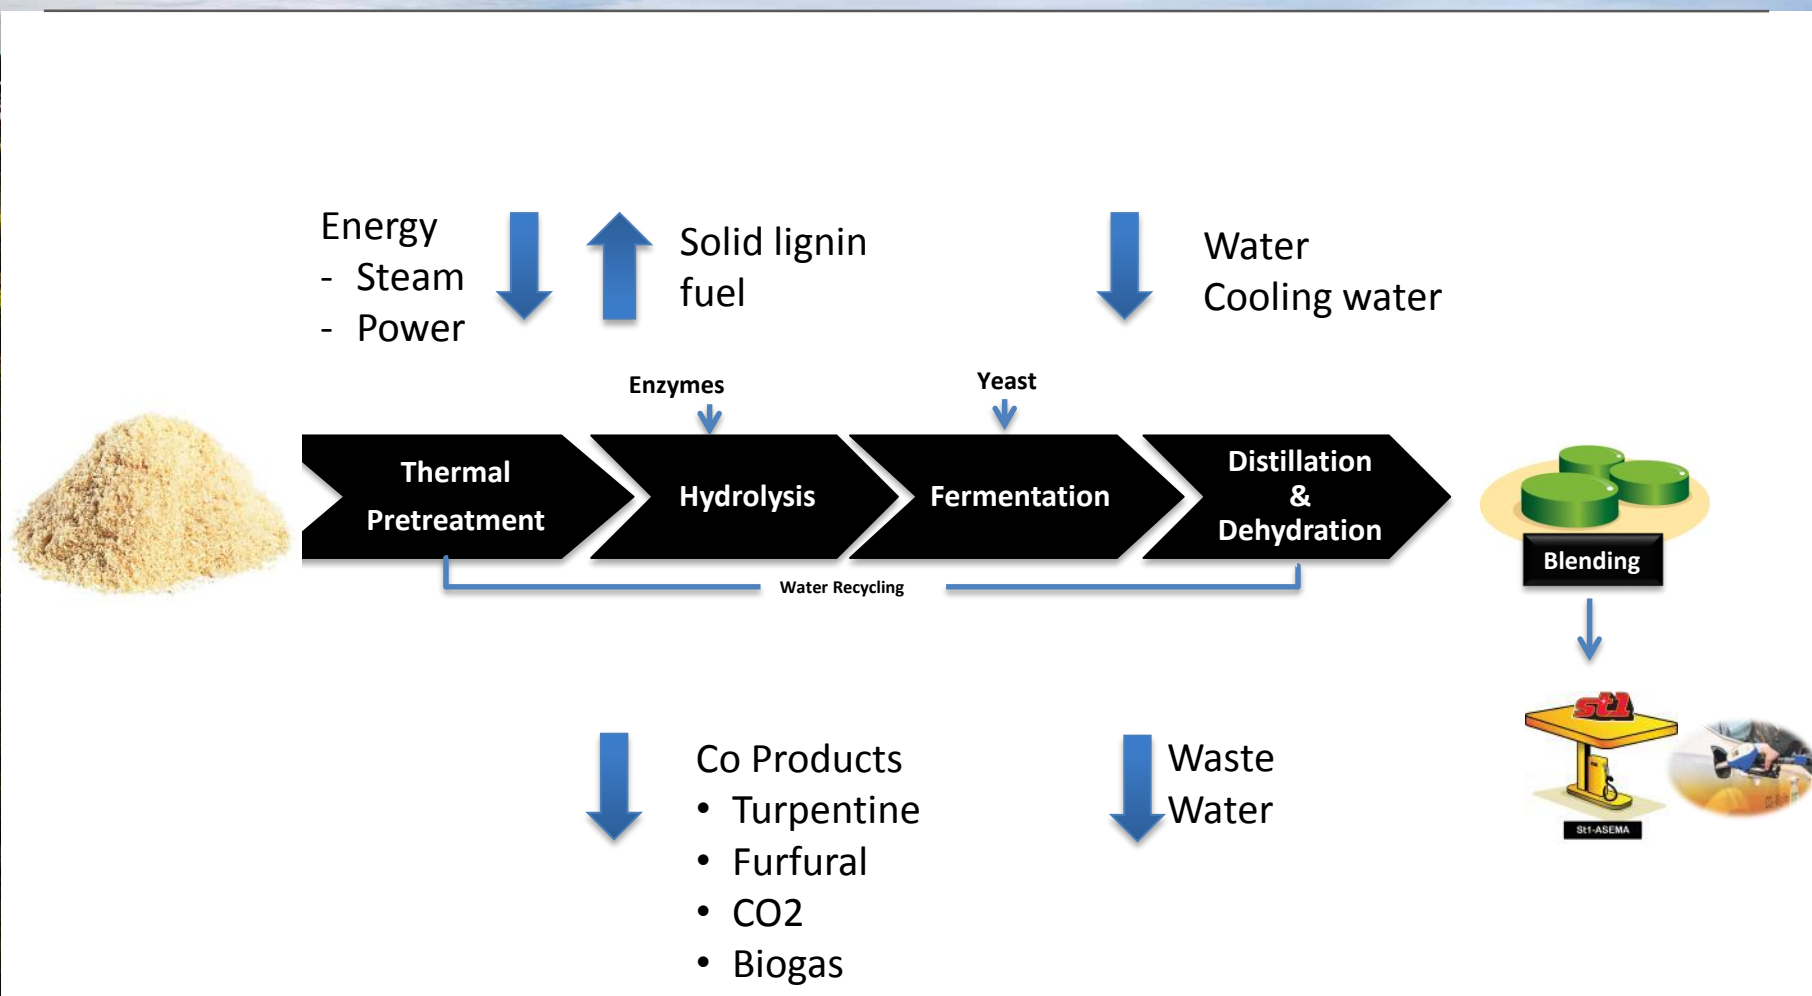 Energy
- Steam
- Power
Solid lignin
fuel
Water
Cooling water
Enzymes
Yeast
Thermal
Pretreatment
Hydrolysis
Fermentation
Distillation
&
Dehydration
Blending
Water Recycling
st1
St1-ASEMA
Co Products
• Turpentine
• Furfural
• CO2
• Biogas
Waste
Water